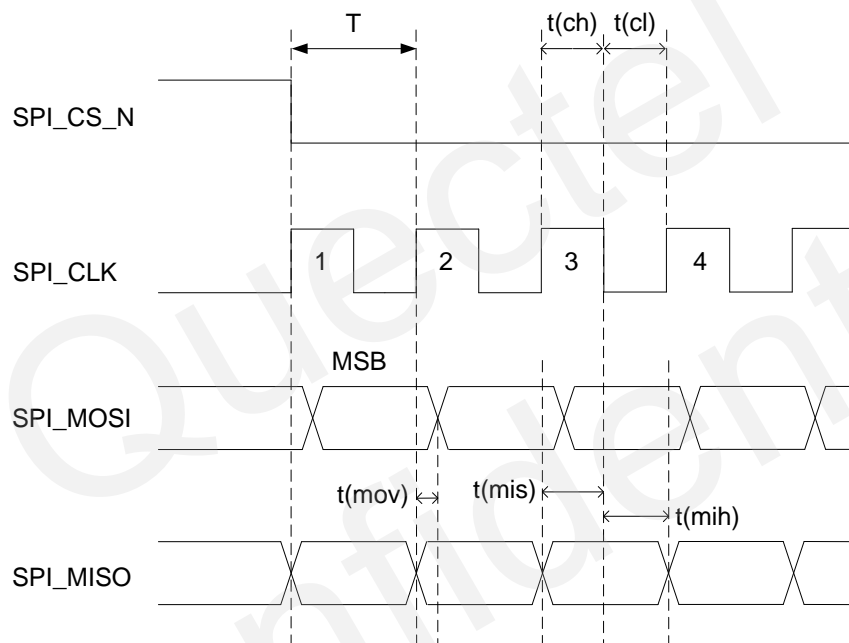 T t(ch) t(cl)
SPI_CS_N
SPI_CLK 1 2 3 4
MSB
SPI_MOSI
t(mov) t(mis)
t(mih)
SPI_MISO
Quectel
Confidential